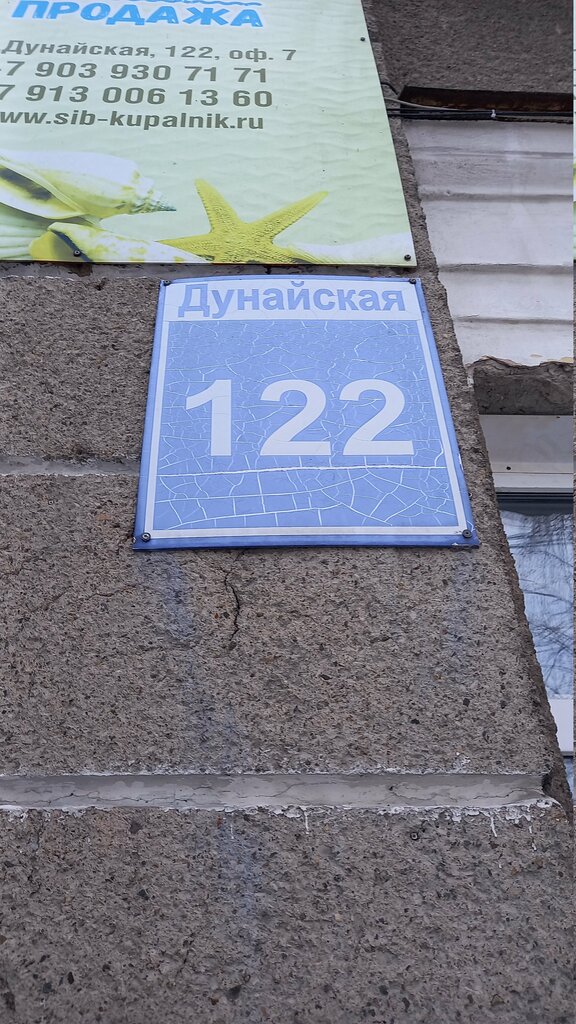 ПРОДАЖА
Дунайская, 122, оф. 7
7 903 930 71 71
7 913 006 13 60
www.sib-kupalnik.ru
Дунайская
122